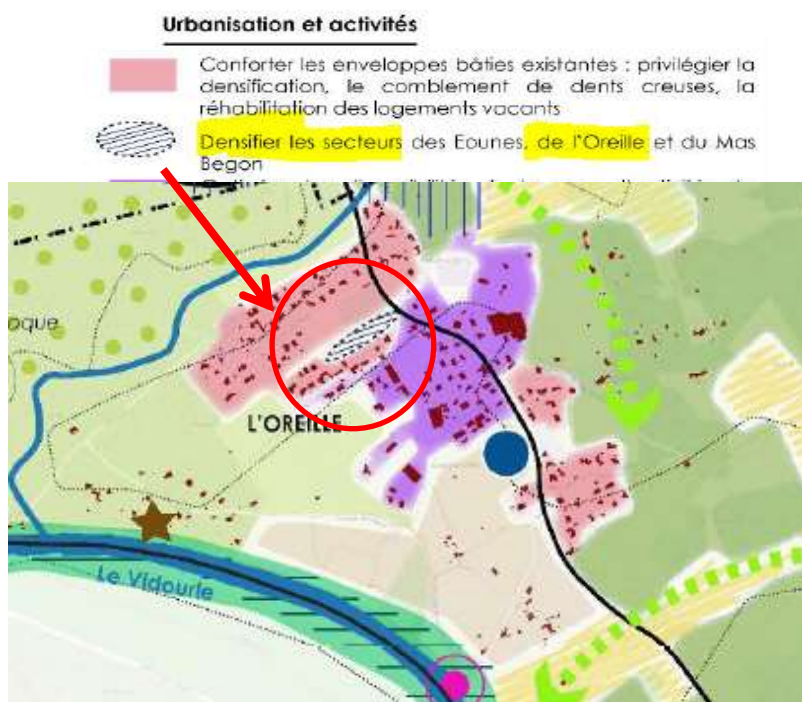 Urbanisation et activités
Conforter les enveloppes bâties existantes : privilégier la
densification, le comblement de dents creuses, la
réhabilitation des logements vacants
Densifier les secteurs des Eounes, de l'Oreille et du Mas
Begon
oque
L'OREILLE
Le Vidourle